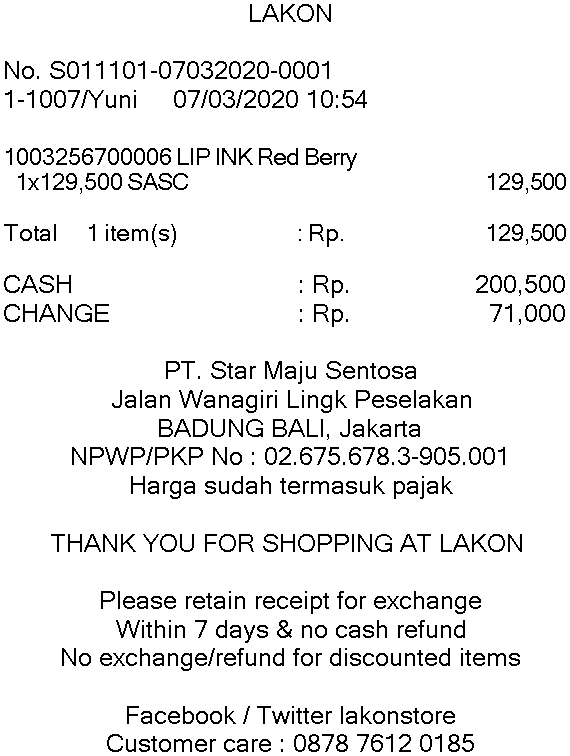 LAKON
No. S011101-07032020-0001
1-1007/Yuni 07/03/2020 10:54
1003256700006 LIP INK Red Berry
1x129,500 SASC 129,500
Total 1 item(s) : Rp. 129,500
CASH : Rp. 200,500
CHANGE : Rp. 71,000
PT. Star Maju Sentosa
Jalan Wanagiri Lingk Peselakan
BADUNG BALI, Jakarta
NPWP/PKP No : 02.675.678.3-905.001
Harga sudah termasuk pajak
THANK YOU FOR SHOPPING AT LAKON
Please retain receipt for exchange
Within 7 days & no cash refund
No exchange/refund for discounted items
Facebook / Twitter lakonstore
Customer care : 0878 7612 0185